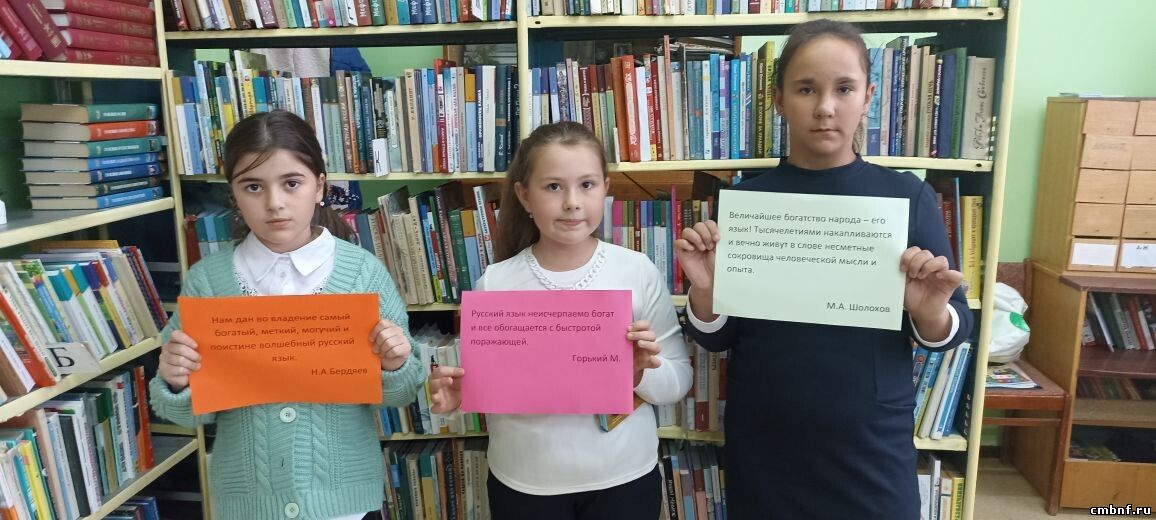 Нам дан во владение самый
богатый, меткий, могучий и
поистине волшебный русский
язык.
Н.А.Бердяев
Русский язык неисчерпаемо богат
и все обогащается с быстротой
поражающей.
Горький М.
Величайшее богатство народа – его
язык! Тысячелетиями накапливаются
и вечно живут в слове несметные
сокровища человеческой мысли и
опыта.
М.А. Шолохов
Б
cmbnf.ru